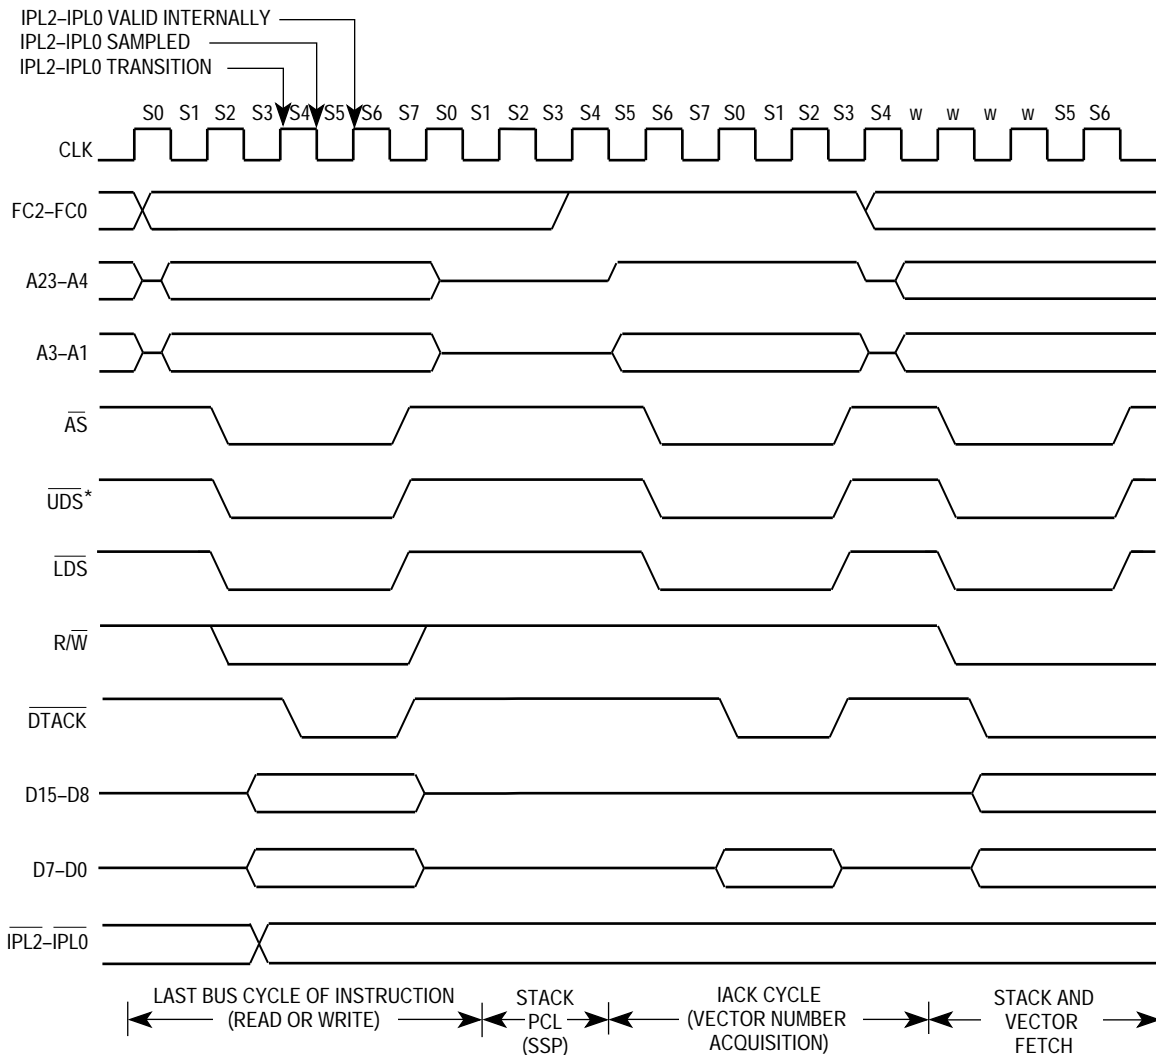 IPL2–IPL0 VALID INTERNALLY
IPL2–IPL0 SAMPLED
IPL2–IPL0 TRANSITION
S0 S1 S2 S3 S4 S5 S6 S7 S0 S1 S2 S3 S4 S5 S6 S7 S0 S1 S2 S3 S4 w w w w S5 S6
CLK
FC2–FC0
A23–A4
A3–A1
AS
UDS*
LDS
R/W
DTACK
D15–D8
D7–D0
IPL2–IPL0
LAST BUS CYCLE OF INSTRUCTION
(READ OR WRITE)
STACK
PCL
(SSP)
IACK CYCLE
(VECTOR NUMBER
ACQUISITION)
STACK AND
VECTOR
FETCH